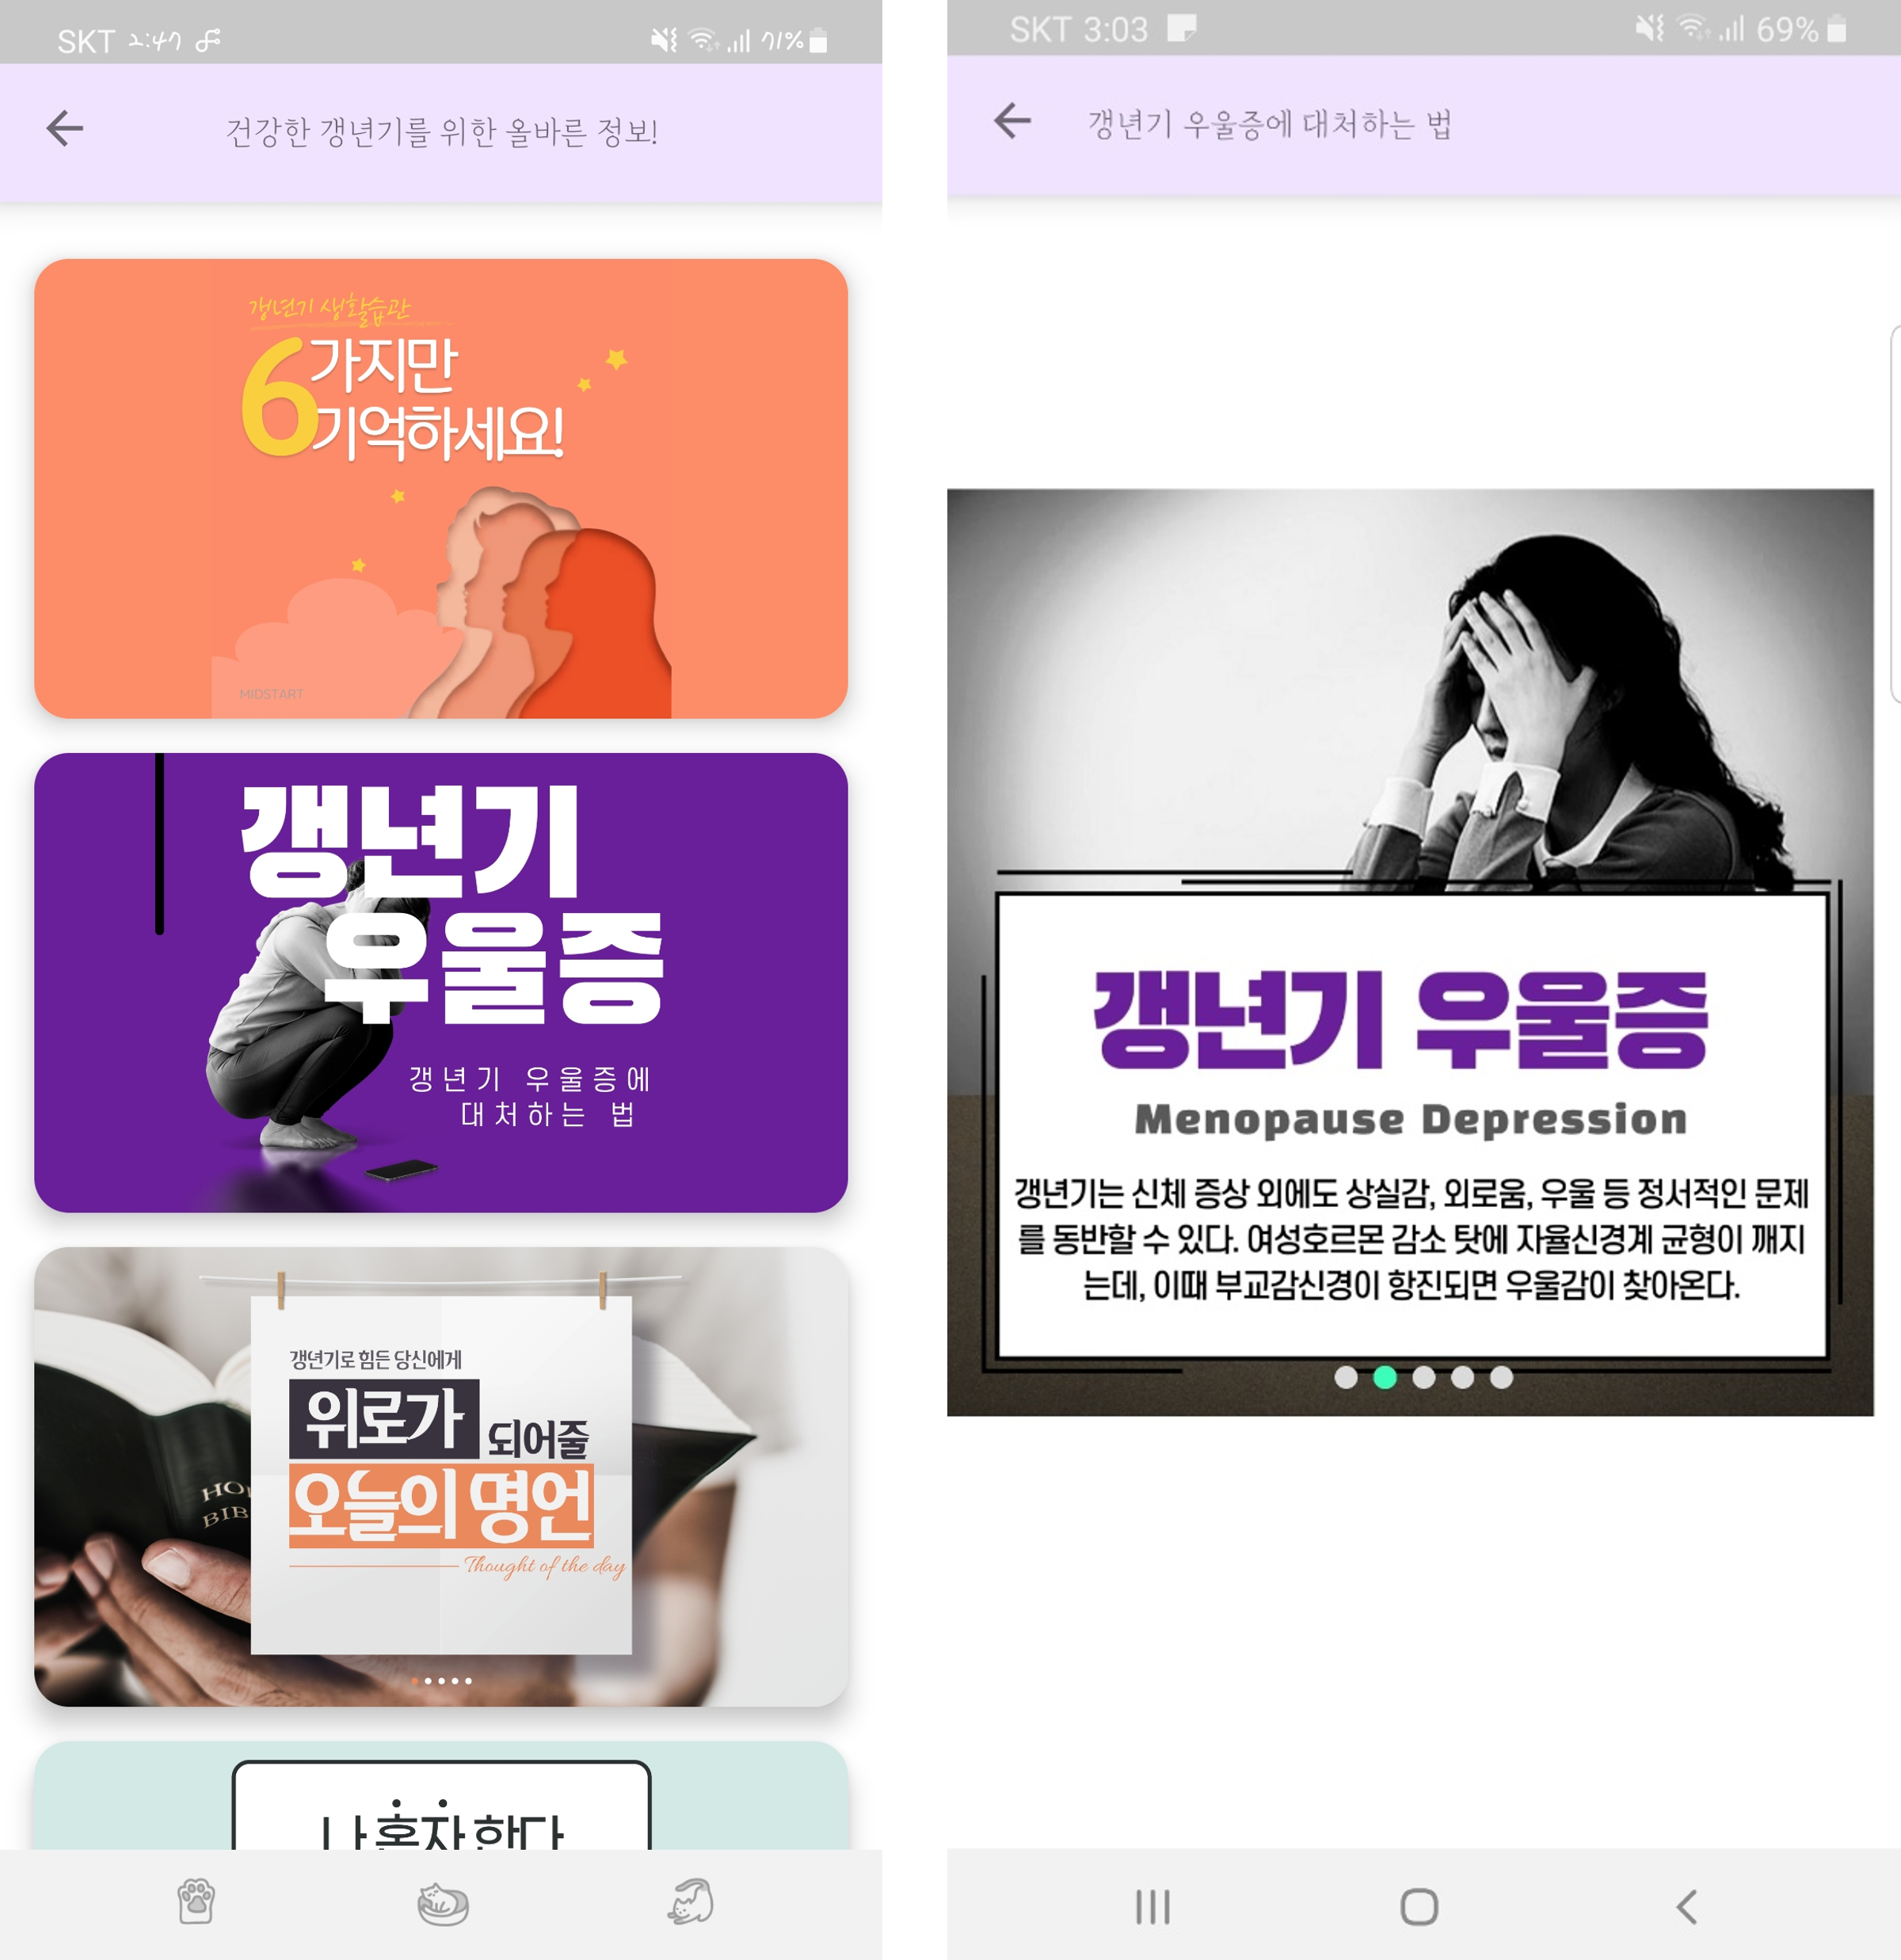 SKT 2:47
71%
건강한 갱년기를 위한 올바른 정보!
갱년기 생활습관
6가지만
기억하세요!
MIDSTART
갱년기
우울증
갱년기 우울증에
대처하는 법
HO
BIB
갱년기로 힘든 당신에게
위로가 되어줄
오늘의 명언
Thought of the day
나 혼자 한다
SKT 3:03
69%
갱년기 우울증에 대처하는 법
갱년기 우울증
Menopause Depression
갱년기는 신체 증상 외에도 상실감, 외로움, 우울 등 정서적인 문제
를 동반할 수 있다. 여성호르몬 감소 탓에 자율신경계 균형이 깨지
는데, 이때 부교감신경이 항진되면 우울감이 찾아온다.